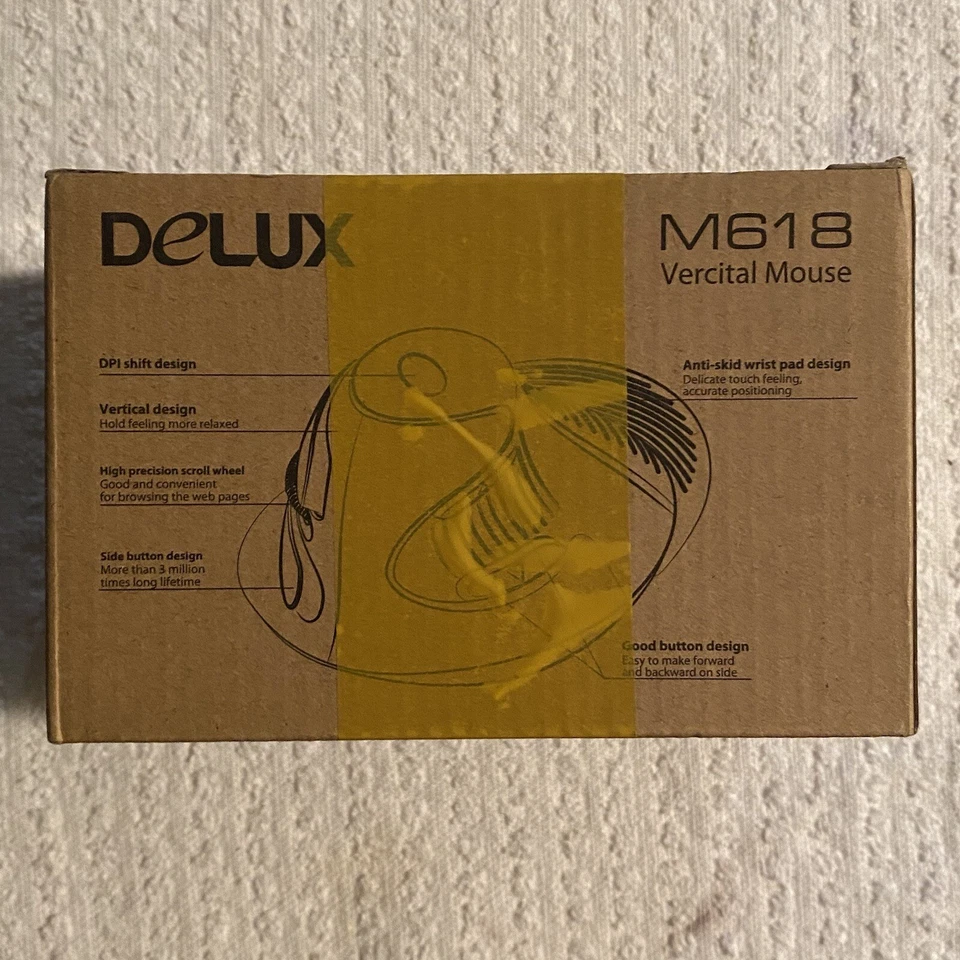 DeLUX
M618
Vercital Mouse
DPI shift design
Vertical design
Hold feeling more relaxed
High precision scroll wheel
Good and convenient
for browsing the web pages
Side button design
More than 3 million
times long lifetime
Anti-skid wrist pad design
Delicate touch feeling,
accurate positioning
Good button design
Easy to make forward
and backward on side